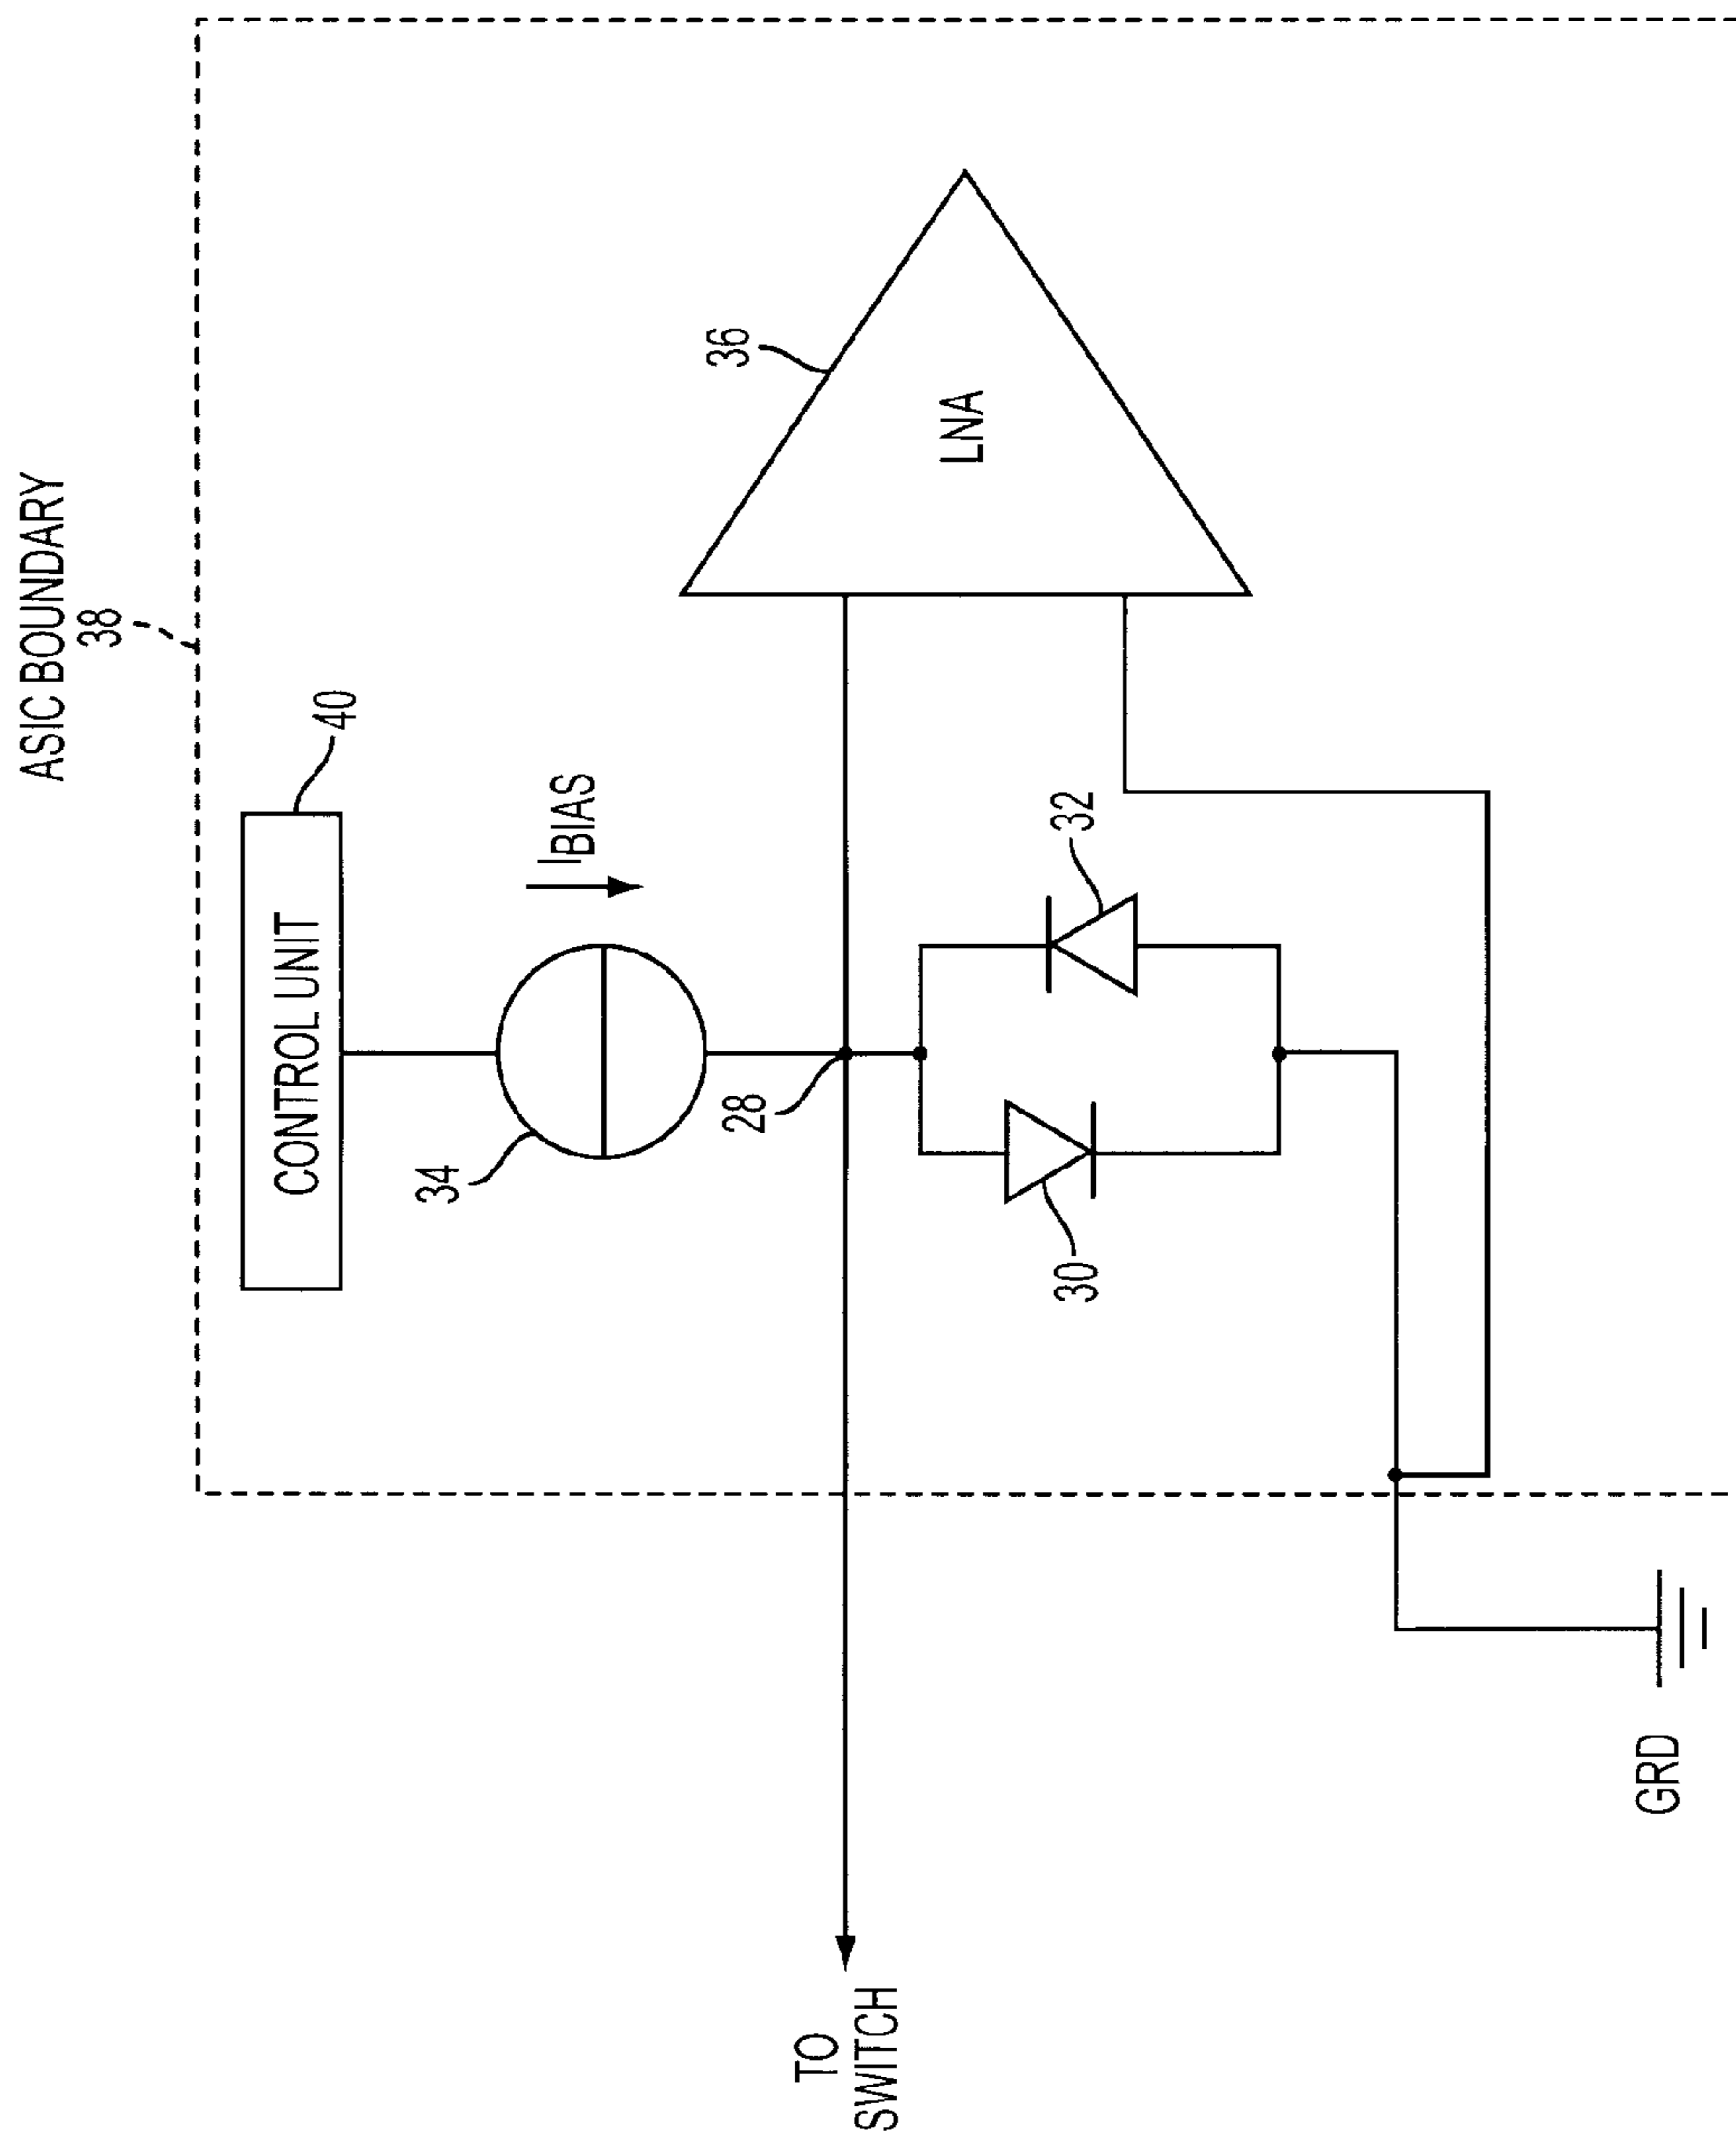 ASIC BOUNDARY
38
CONTROL UNIT
40
34
IBIAS
36
LNA
28
30
32
TO
SWITCH
GRD